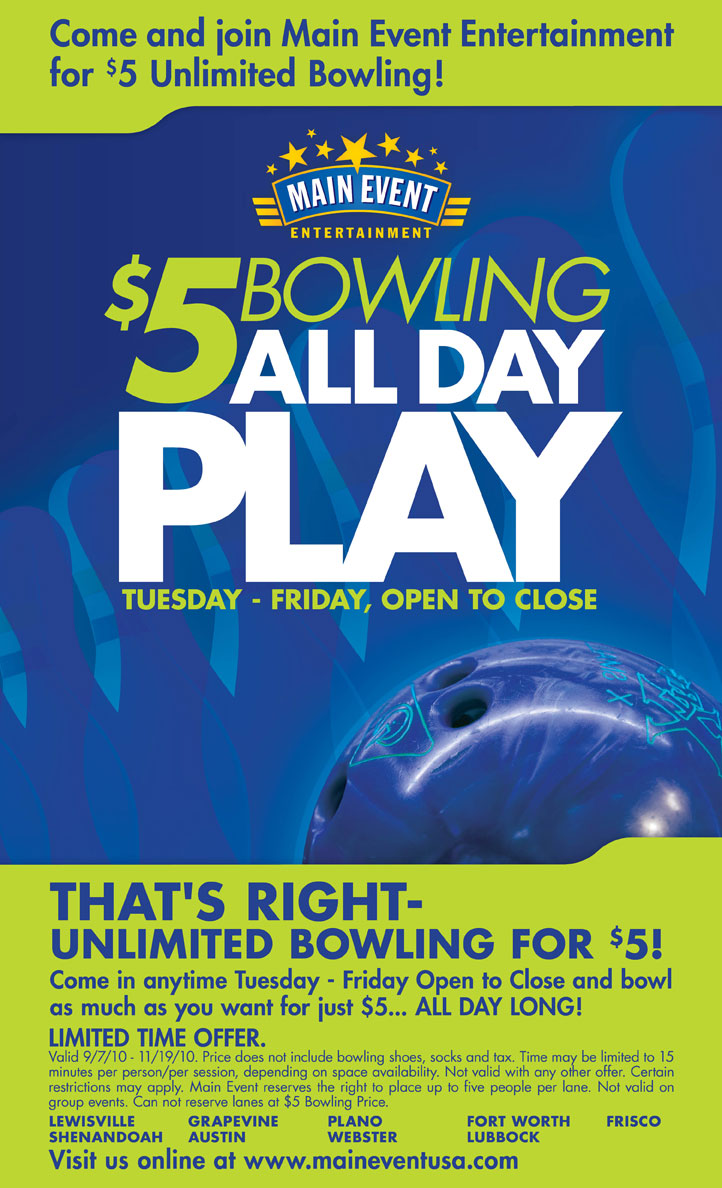 Come and join Main Event Entertainment
for $5 Unlimited Bowling!
MAIN EVENT
ENTERTAINMENT
$5 BOWLING
ALL DAY
PLAY
TUESDAY - FRIDAY, OPEN TO CLOSE
THAT'S RIGHT-
UNLIMITED BOWLING FOR $5!
Come in anytime Tuesday - Friday Open to Close and bowl
as much as you want for just $5... ALL DAY LONG!
LIMITED TIME OFFER.
Valid 9/7/10 - 11/19/10. Price does not include bowling shoes, socks and tax. Time may be limited to 15
minutes per person/per session, depending on space availability. Not valid with any other offer. Certain
restrictions may apply. Main Event reserves the right to place up to five people per lane. Not valid on
group events. Can not reserve lanes at $5 Bowling Price.
LEWISVILLE GRAPEVINE PLANO FORT WORTH FRISCO
SHENANDOAH AUSTIN WEBSTER LUBBOCK
Visit us online at www.maineventusa.com